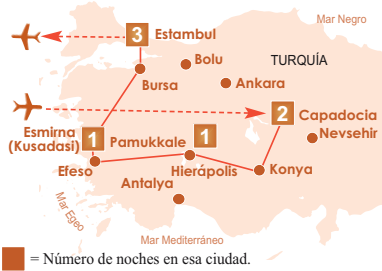 Mar Negro
3 Estambul
TURQUÍA
Bolu
Bursa
Ankara
2 Capadocia
Nevsehir
Esmirna
(Kusadasi)
1
Pamukkale
1
Efeso
Hierápolis
Konya
Antalya
Mar Egeo
Mar Mediterráneo
= Número de noches en esa ciudad.